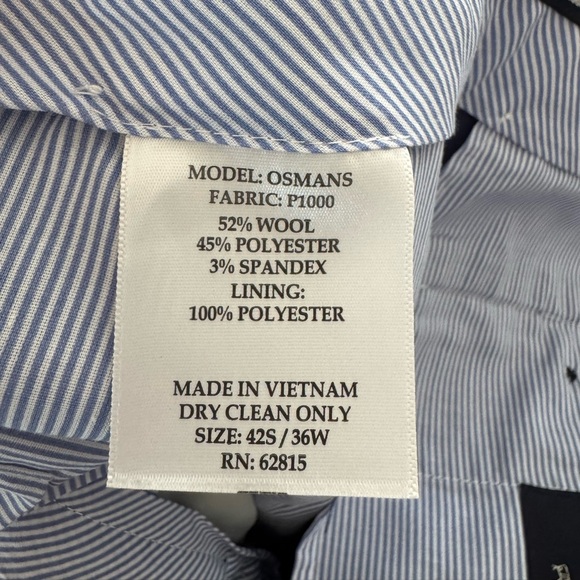 MODEL: OSMANS
FABRIC: P1000
52% WOOL
45% POLYESTER
3% SPANDEX
LINING:
100% POLYESTER
MADE IN VIETNAM
DRY CLEAN ONLY
SIZE: 42S / 36W
RN: 62815